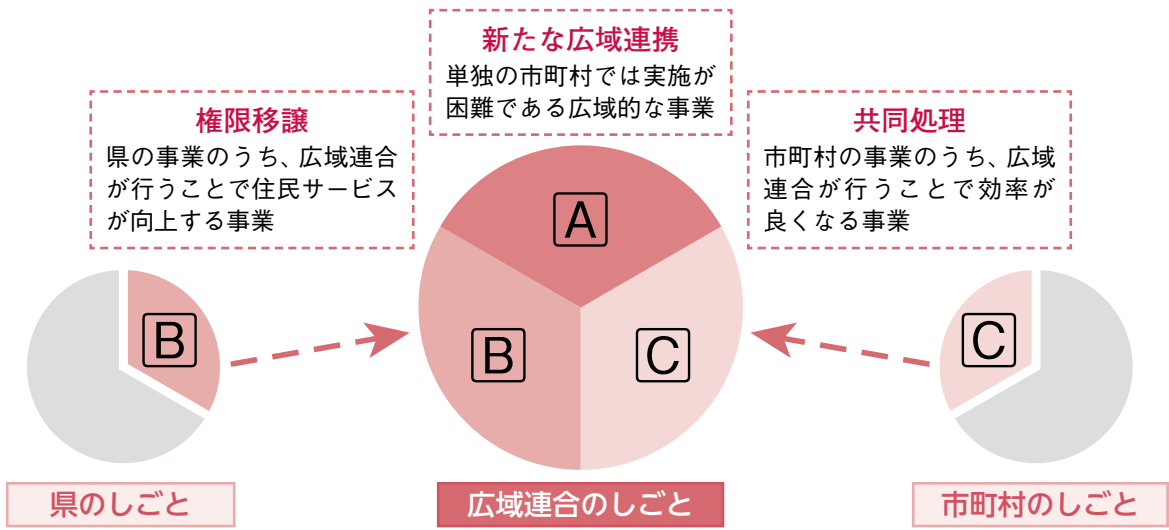 新たな広域連携
単独の市町村では実施が
困難である広域的な事業
権限移譲
県の事業のうち、広域連合
が行うことで住民サービス
が向上する事業
共同処理
市町村の事業のうち、広域
連合が行うことで効率が
良くなる事業
A
B
B
C
C
県のしごと
広域連合のしごと
市町村のしごと